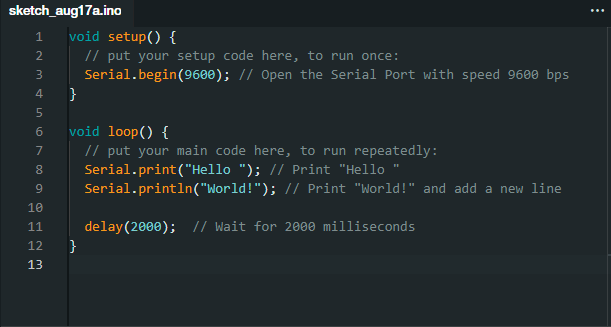 sketch_aug17a.ino
...
1 void setup() {
2   // put your setup code here, to run once:
3   Serial.begin(9600); // Open the Serial Port with speed 9600 bps
4 }
5
6 void loop() {
7   // put your main code here, to run repeatedly:
8   Serial.print("Hello "); // Print "Hello "
9   Serial.println("World!"); // Print "World!" and add a new line
10
11   delay(2000);  // Wait for 2000 milliseconds
12 }
13